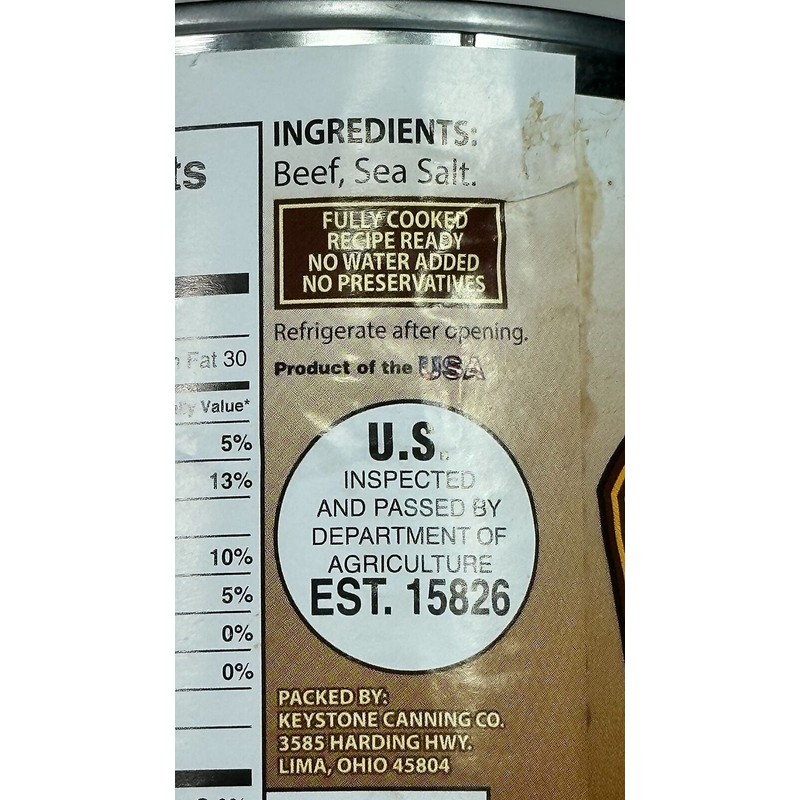 INGREDIENTS:
Beef, Sea Salt.
FULLY COOKED
RECIPE READY
NO WATER ADDED
NO PRESERVATIVES
Refrigerate after opening.
Product of the USA
U.S.
INSPECTED
AND PASSED BY
DEPARTMENT OF
AGRICULTURE
EST. 15826
PACKED BY:
KEYSTONE CANNING CO.
3585 HARDING HWY.
LIMA, OHIO 45804
ts
Fat 30
Value*
5%
13%
10%
5%
0%
0%